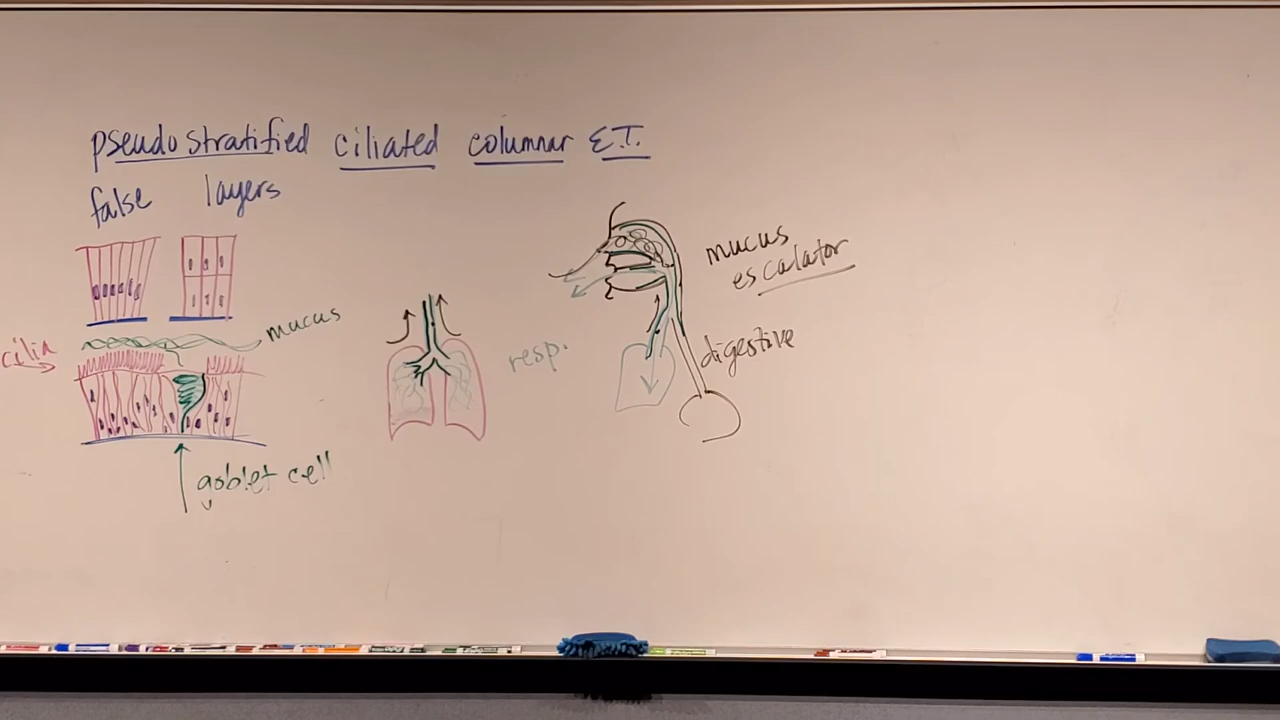 pseudostratified ciliated columnar E.T.
false layers
mucus
cilia
goblet cell
resp.
mucus
escalator
digestive